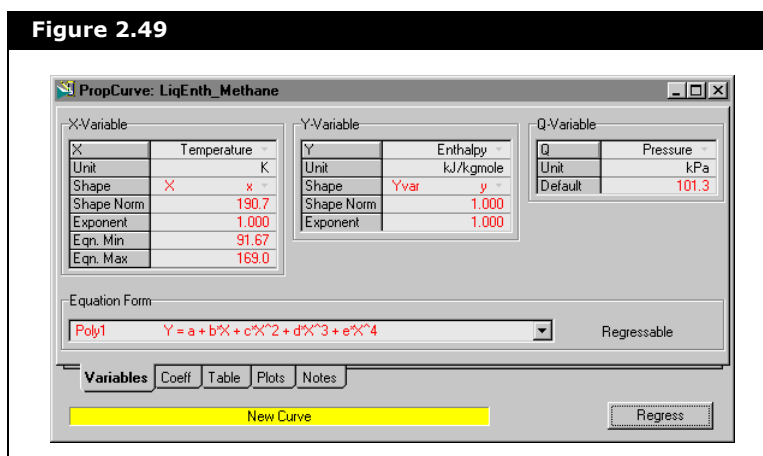 Figure 2.49
PropCurve: LiqEnth_Methane
X-Variable Y-Variable Q-Variable
X Temperature Y Enthalpy Q Pressure
Unit K Unit kJ/kgmole Unit kPa
Shape X x Shape Yvar y Default 101.3
Shape Norm 190.7 Shape Norm 1.000
Exponent 1.000 Exponent 1.000
Eqn. Min 91.67
Eqn. Max 169.0
Equation Form
Poly1 Y = a + b*X + c*X^2 + d*X^3 + e*X^4 Regressable
Variables Coeff Table Plots Notes
New Curve Regress